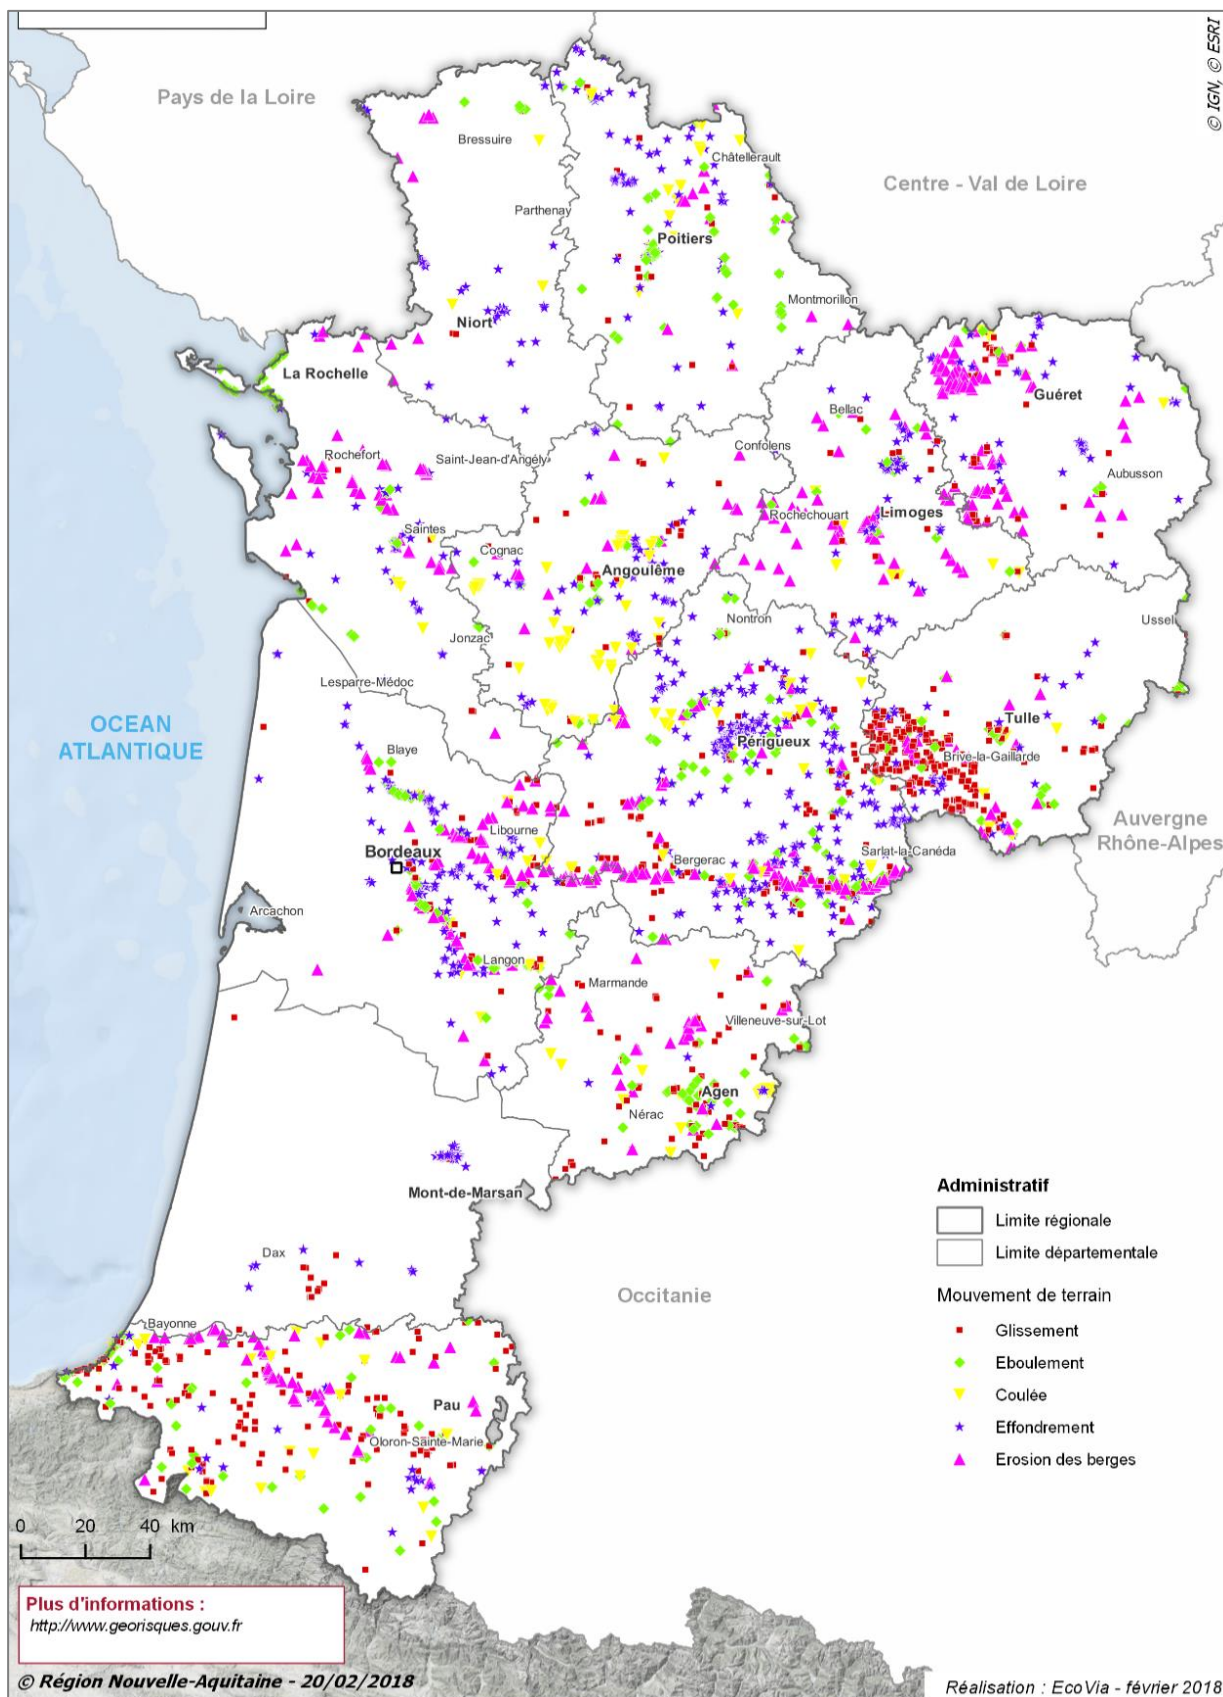 © IGN, © ESRI
Pays de la Loire
Bressuire
Châtellerault
Centre - Val de Loire
Parthenay
Poitiers
Montmorillon
Niort
La Rochelle
Guéret
Bellac
Confolens
Rochefort
Saint-Jean-d'Angély
Aubusson
Rochechouart
Limoges
Saintes
Cognac
Angoulême
Nontron
Ussel
Jonzac
Lesparre-Médoc
OCEAN
ATLANTIQUE
Tulle
Périgueux
Blaye
Brive-la-Gaillarde
Auvergne
Rhône-Alpes
Libourne
Bordeaux
Bergerac
Sarlat-la-Canéda
Arcachon
Langon
Marmande
Villeneuve-sur-Lot
Agen
Nérac
Mont-de-Marsan
Dax
Occitanie
Bayonne
Pau
Oloron-Sainte-Marie
Administratif
Limite régionale
Limite départementale
Mouvement de terrain
Glissement
Eboulement
Coulée
Effondrement
Erosion des berges
0 20 40 km
Plus d'informations :
http://www.georisques.gouv.fr
© Région Nouvelle-Aquitaine - 20/02/2018
Réalisation : EcoVia - février 2018